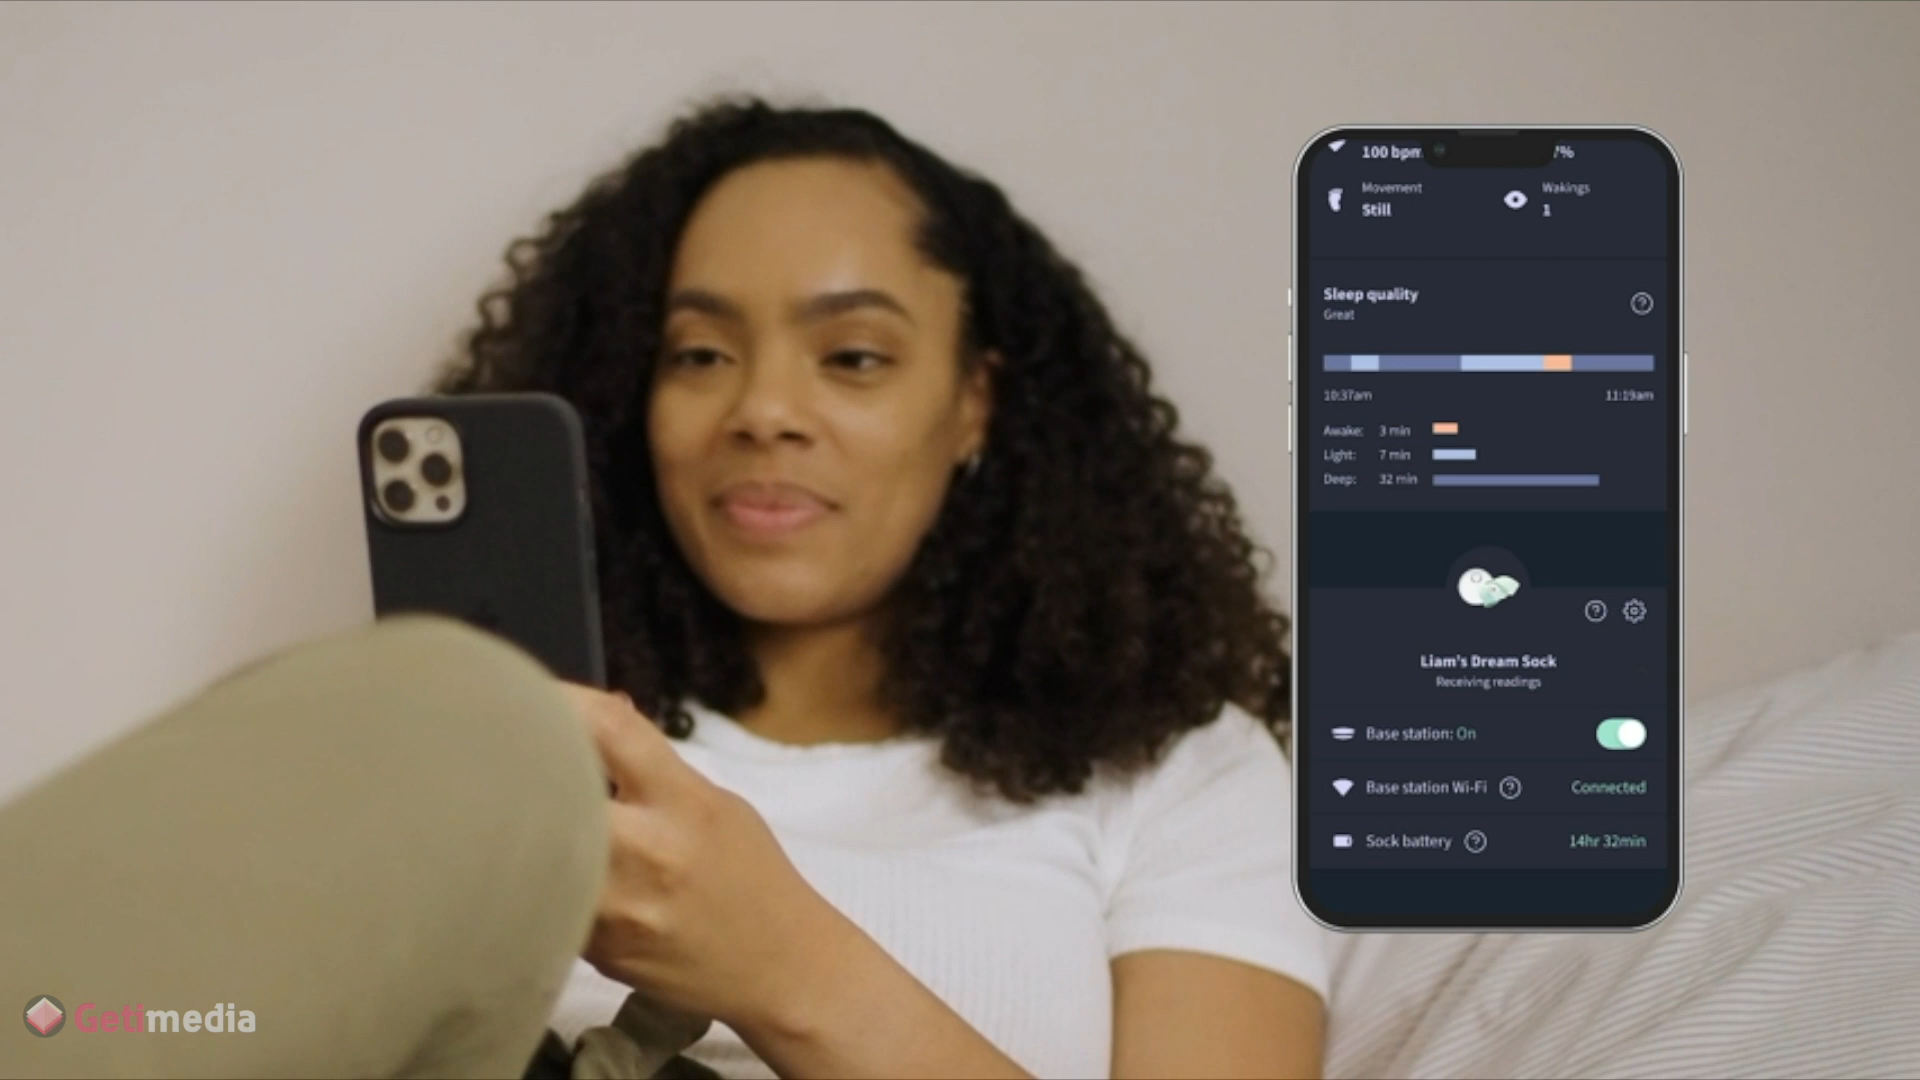 100 bpm
Movement
Still
Wakings
1
Sleep quality
Great
10:37am 11:19am
Awake: 3 min
Light: 7 min
Deep: 32 min
Liam's Dream Sock
Receiving readings
Base station: On
Base station Wi-Fi Connected
Sock battery 14hr 32min
Getimedia